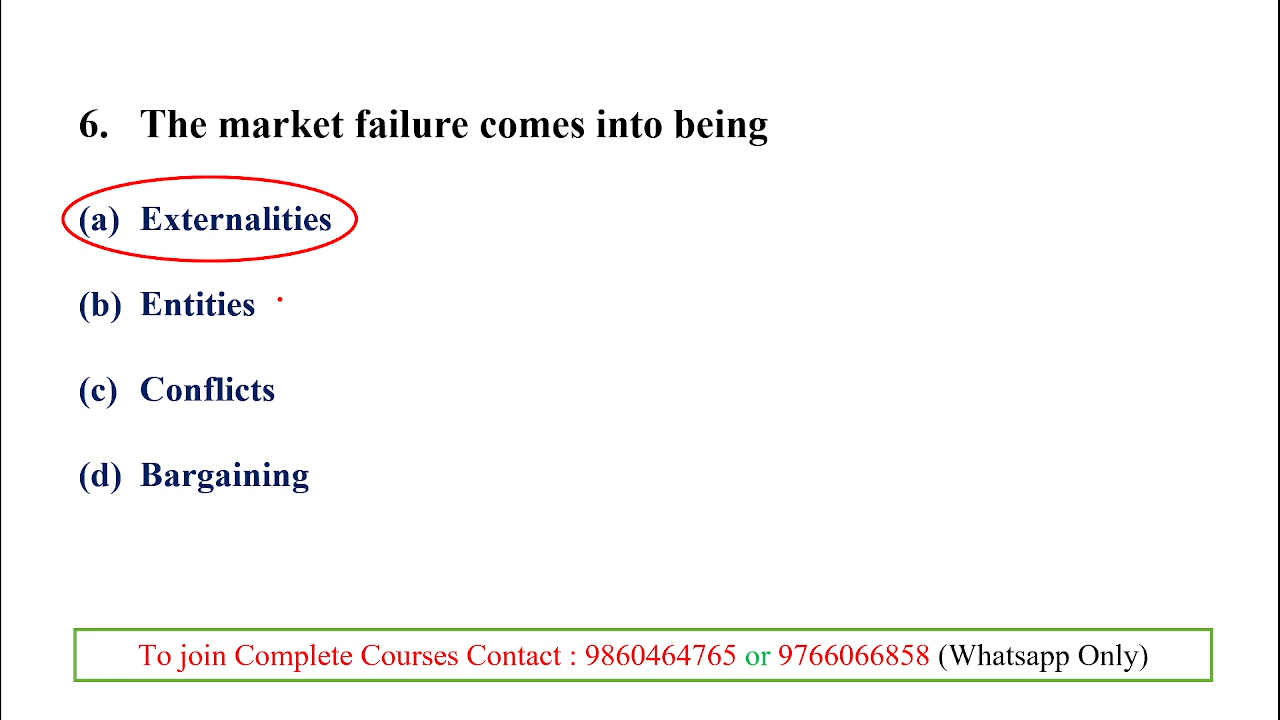 6. The market failure comes into being
(a) Externalities
(b) Entities
(c) Conflicts
(d) Bargaining
To join Complete Courses Contact : 9860464765 or 9766066858 (Whatsapp Only)